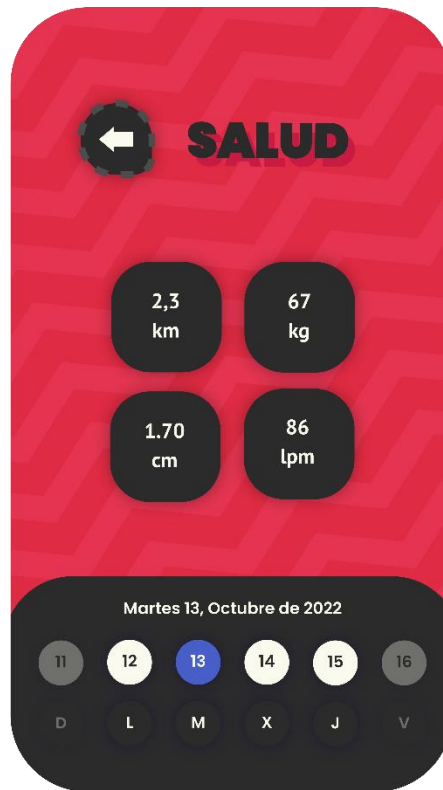 SALUD
2,3
km
67
kg
1.70
cm
86
lpm
Martes 13, Octubre de 2022
11 12 13 14 15 16
D L M X J V